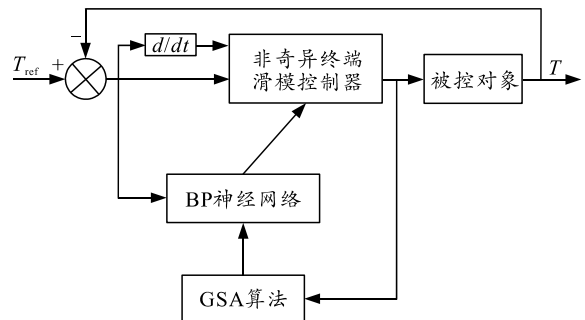 −
d/dt
非奇异终端
滑模控制器
被控对象
T_ref
+
T
BP神经网络
GSA算法